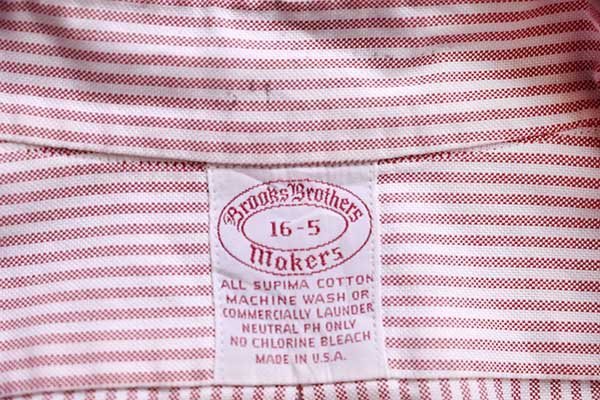 Brooks Brothers
16-5
Makers
ALL SUPIMA COTTON
MACHINE WASH OR
COMMERCIALLY LAUNDER
NEUTRAL PH ONLY
NO CHLORINE BLEACH
MADE IN U.S.A.